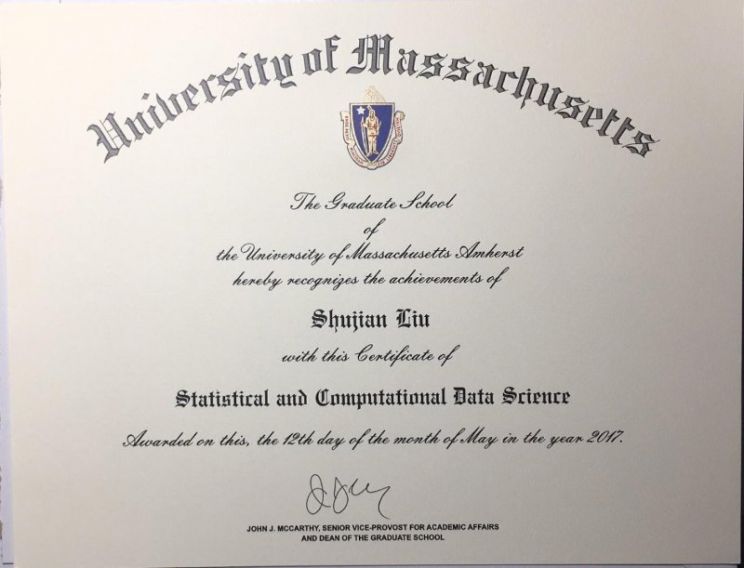 University of Massachusetts
The Graduate School
of
the University of Massachusetts Amherst
hereby recognizes the achievements of
Shujian Liu
with this Certificate of
Statistical and Computational Data Science
Awarded on this, the 12th day of the month of May in the year 2017.
JOHN J. MCCARTHY, SENIOR VICE-PROVOST FOR ACADEMIC AFFAIRS
AND DEAN OF THE GRADUATE SCHOOL